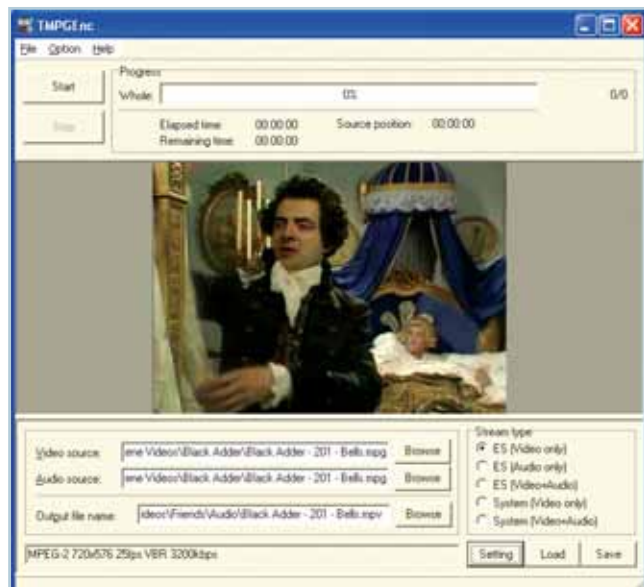 TMPGEnc
File Option Help
Start
Progress
Whole: 0% 0/0
Stop
Elapsed time: 00:00:00 Source position: 00:00:00
Remaining time: 00:00:00
Stream type
Video source: ene Videos\Black Adder\Black Adder - 201 - Bells.mpg Browse
ES (Video only)
ES (Audio only)
Audio source: ene Videos\Black Adder\Black Adder - 201 - Bells.mpg Browse
ES (Video+Audio)
System (Video only)
Output file name: ideos\Friends\Audio\Black Adder - 201 - Bells.mpv Browse
System (Video+Audio)
MPEG-2 720x576 25fps VBR 3200kbps
Setting Load Save